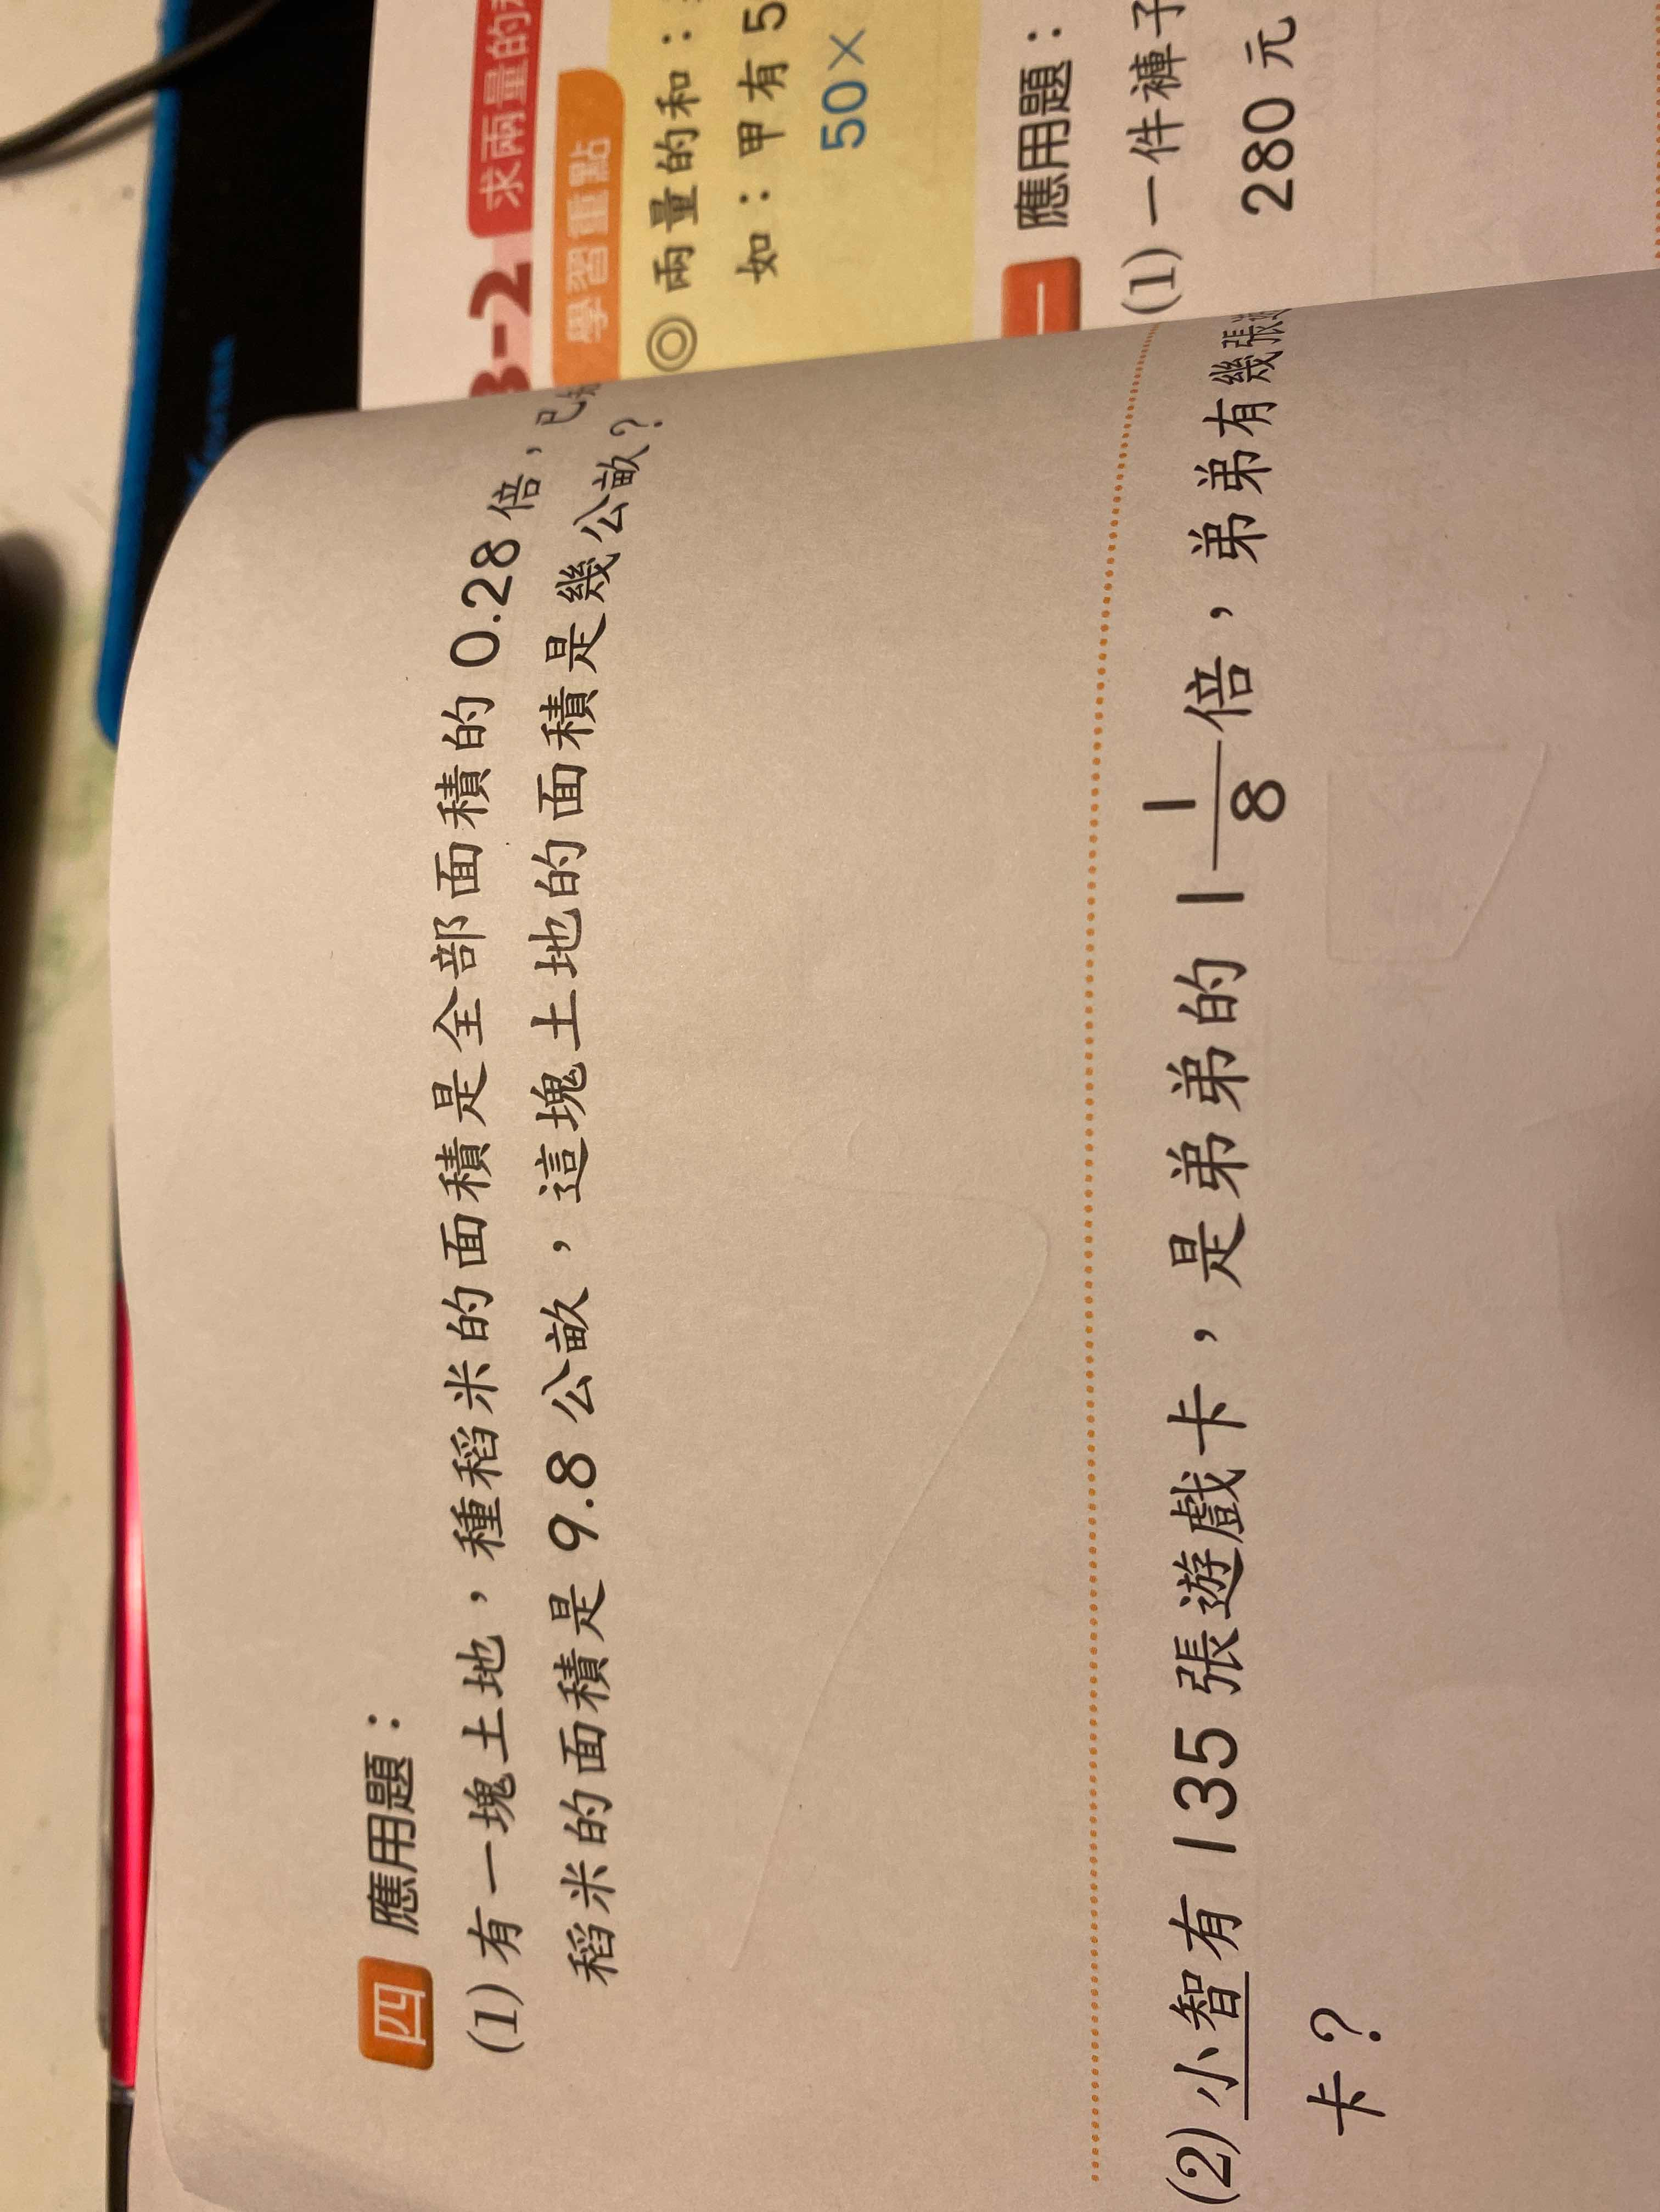 四 應用題：
(1) 有一塊土地，種稻米的面積是全部面積的 0.28 倍，已
稻米的面積是 9.8 公畝，這塊土地的面積是幾公畝？
(2) 小智有 135 張遊戲卡，是弟弟的 1 1/8 倍，弟弟有幾張
卡？
3-2 求兩量的
學習重點
◎ 兩量的和：
如：甲有 5
50×
一 應用題：
(1) 一件褲子
280 元